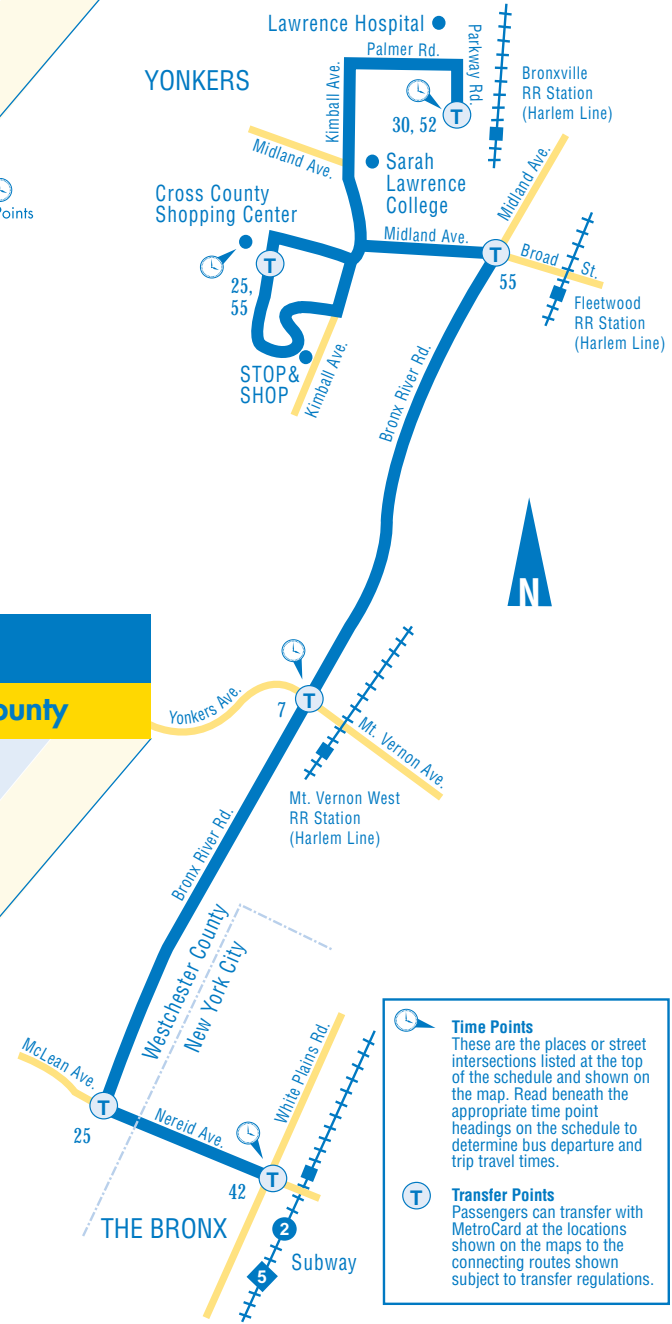 Lawrence Hospital
Palmer Rd.
Parkway Rd.
YONKERS
Kimball Ave.
Bronxville
RR Station
(Harlem Line)
T
30, 52
Midland Ave.
Midland Ave.
Sarah
Lawrence
College
Points
Cross County
Shopping Center
Midland Ave.
T
Broad St.
55
T
25,
55
Fleetwood
RR Station
(Harlem Line)
STOP&
SHOP
Kimball Ave.
Bronx River Rd.
N
ounty
Yonkers Ave.
7
T
Mt. Vernon Ave.
Mt. Vernon West
RR Station
(Harlem Line)
Bronx River Rd.
Westchester County
New York City
McLean Ave.
T
25
Nereid Ave.
White Plains Rd.
42
T
THE BRONX
2
Subway
5
Time Points
These are the places or street
intersections listed at the top
of the schedule and shown on
the map. Read beneath the
appropriate time point
headings on the schedule to
determine bus departure and
trip travel times.
T
Transfer Points
Passengers can transfer with
MetroCard at the locations
shown on the maps to the
connecting routes shown
subject to transfer regulations.